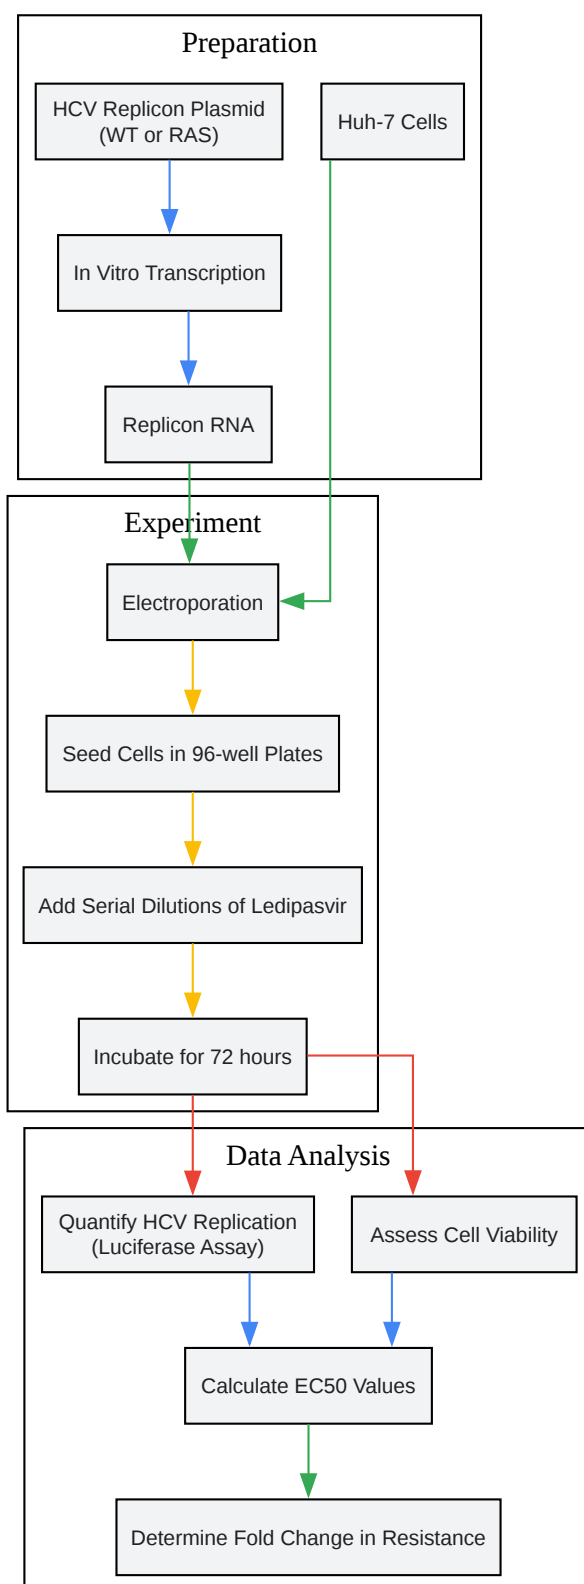 Preparation
HCV Replicon Plasmid
(WT or RAS)
Huh-7 Cells
In Vitro Transcription
Replicon RNA
Experiment
Electroporation
Seed Cells in 96-well Plates
Add Serial Dilutions of Ledipasvir
Incubate for 72 hours
Data Analysis
Quantify HCV Replication
(Luciferase Assay)
Assess Cell Viability
Calculate EC50 Values
Determine Fold Change in Resistance